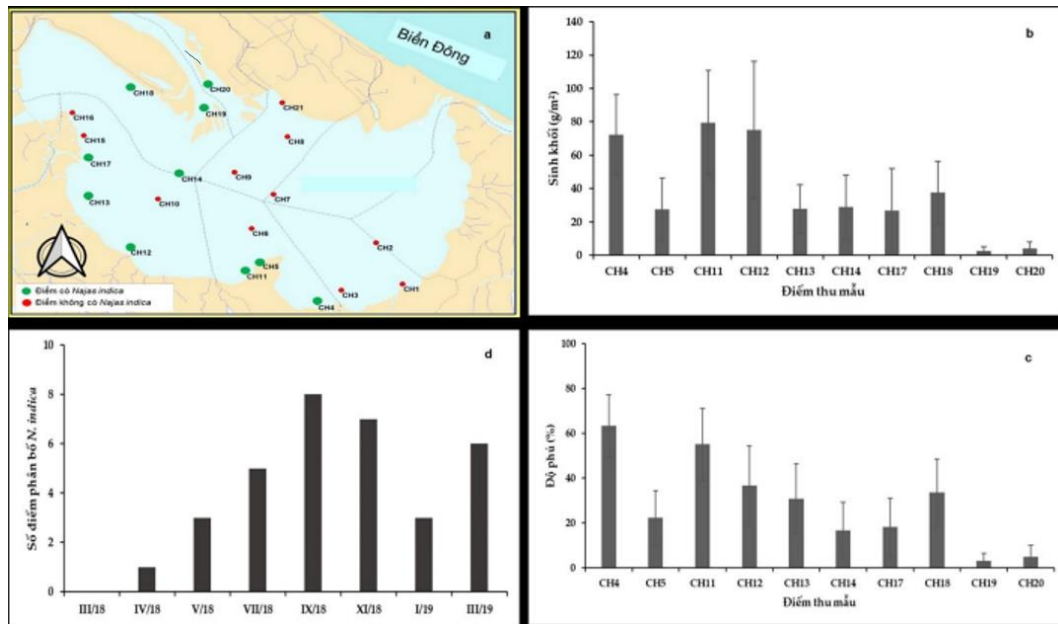 a
Biển Đông
CH18
CH20
CH19
CH21
CH16
CH15
CH8
CH17
CH14
CH9
CH13
CH10
CH7
CH6
CH2
CH12
CH5
CH11
CH1
CH3
CH4
Điểm có Najas indica
Điểm không có Najas indica
b
Sinh khối (g/m²)
140
120
100
80
60
40
20
0
CH4 CH5 CH11 CH12 CH13 CH14 CH17 CH18 CH19 CH20
Điểm thu mẫu
d
Số điểm phân bố N. indica
10
8
6
4
2
0
III/18 IV/18 V/18 VII/18 IX/18 XI/18 I/19 III/19
c
Độ phủ (%)
100
80
60
40
20
0
CH4 CH5 CH11 CH12 CH13 CH14 CH17 CH18 CH19 CH20
Điểm thu mẫu